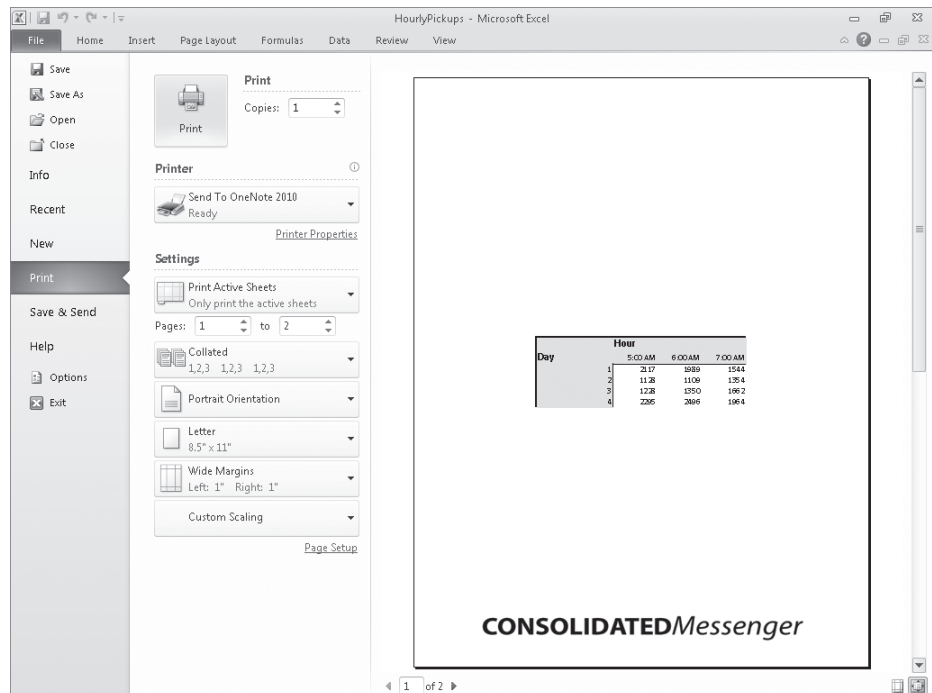 HourlyPickups - Microsoft Excel
File Home Insert Page Layout Formulas Data Review View
Save
Save As
Open
Close
Info
Recent
New
Print
Save & Send
Help
Options
Exit
Print
Print
Copies: 1
Printer
Send To OneNote 2010
Ready
Printer Properties
Settings
Print Active Sheets
Only print the active sheets
Pages: 1 to 2
Collated
1,2,3 1,2,3 1,2,3
Portrait Orientation
Letter
8.5" x 11"
Wide Margins
Left: 1" Right: 1"
Custom Scaling
Page Setup
Hour
Day 5:00 AM 6:00 AM 7:00 AM
1 2117 1989 1544
2 1128 1109 1354
3 1228 1350 1662
4 2295 2496 1964
CONSOLIDATEDMessenger
1 of 2